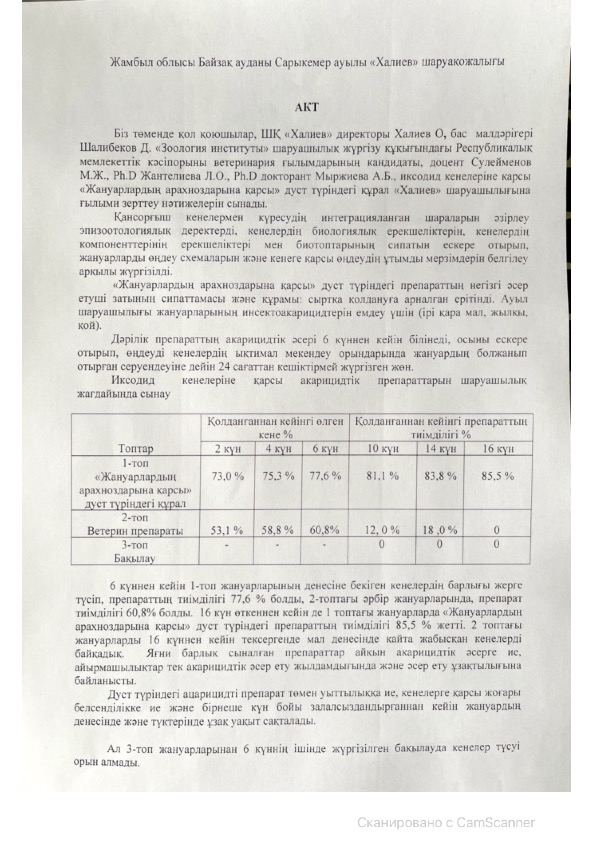 Жамбыл облысы Байзақ ауданы Сарыкемер ауылы «Халиев» шаруақожалығы
АКТ
Біз төменде қол қоюшылар, ШҚ «Халиев» директоры Халиев О, бас малдәрігері
Шалибеков Д. «Зоология институты» шаруашылық жүргізу құқығындағы Республикалық
мемлекеттік кәсіпорыны ветеринария ғылымдарының кандидаты, доцент Сулейменов
М.Ж., Ph.D Жантелиева Л.О., Ph.D докторант Мыржиева А.Б., иксодид кенелеріне қарсы
«Жануарлардың арахноздарына қарсы» дуст түріндегі құрал «Халиев» шаруашылығына
ғылыми зерттеу нәтижелерін сынады.
Қансорғыш кенелермен күресудің интеграцияланған шараларын әзірлеу
эпизоотологиялық деректерді, кенелердің биологиялық ерекшеліктерін, кенелердің
компоненттерінің ерекшеліктері мен биотоптарының сипатын ескере отырып,
жануарларды өңдеу схемаларын және кенеге қарсы өңдеудің ұтымды мерзімдерін белгілеу
арқылы жүргізілді.
«Жануарлардың арахноздарына қарсы» дуст түріндегі препараттың негізгі әсер
етуші затының сипаттамасы және құрамы: сыртқа қолдануға арналған ерітінді. Ауыл
шаруашылығы жануарларының инсектоакарицидтерін емдеу үшін (ірі қара мал, жылқы,
қой).
Дәрілік препараттың акарицидтік әсері 6 күннен кейін білінеді, осыны ескере
отырып, өңдеуді кенелердің ықтимал мекендеу орындарында жануардың болжанып
отырған серуендеуіне дейін 24 сағаттан кешіктірмей жүргізген жөн.
Иксодид кенелеріне қарсы акарицидтік препараттарын шаруашылық
жағдайында сынау
Қолданғаннан кейінгі өлген Қолданғаннан кейінгі препараттың
кене % тиімділігі %
Топтар 2 күн 4 күн 6 күн 10 күн 14 күн 16 күн
1-топ
«Жануарлардың 73,0 % 75,3 % 77,6 % 81,1 % 83,8 % 85,5 %
арахноздарына қарсы»
дуст түріндегі құрал
2-топ
Ветерин препараты 53,1 % 58,8 % 60,8% 12, 0 % 18 ,0 % 0
3-топ - - - 0 0 0
Бақылау
6 күннен кейін 1-топ жануарларының денесіне бекіген кенелердің барлығы жерге
түсіп, препараттың тиімділігі 77,6 % болды, 2-топтағы әрбір жануарларында, препарат
тиімділігі 60,8% болды. 16 күн өткеннен кейін де 1 топтағы жануарларда «Жануарлардың
арахноздарына қарсы» дуст түріндегі препараттың тиімділігі 85,5 % жетті. 2 топтағы
жануарларды 16 күннен кейін тексергенде мал денесінде қайта жабысқан кенелерді
байқадық. Яғни барлық сыналған препараттар айқын акарицидтік әсерге ие,
айырмашылықтар тек акарицидтік әсер ету жылдамдығында және әсер ету ұзақтылығына
байланысты.
Дуст түріндегі ацарицидті препарат төмен уыттылыққа ие, кенелерге қарсы жоғары
белсенділікке ие және бірнеше күн бойы залалсыздандырғаннан кейін жануардың
денесінде және түктерінде ұзақ уақыт сақталады.
Ал 3-топ жануарларынан 6 күннің ішінде жүргізілген бақылауда кенелер түсуі
орын алмады.
Сканировано с CamScanner